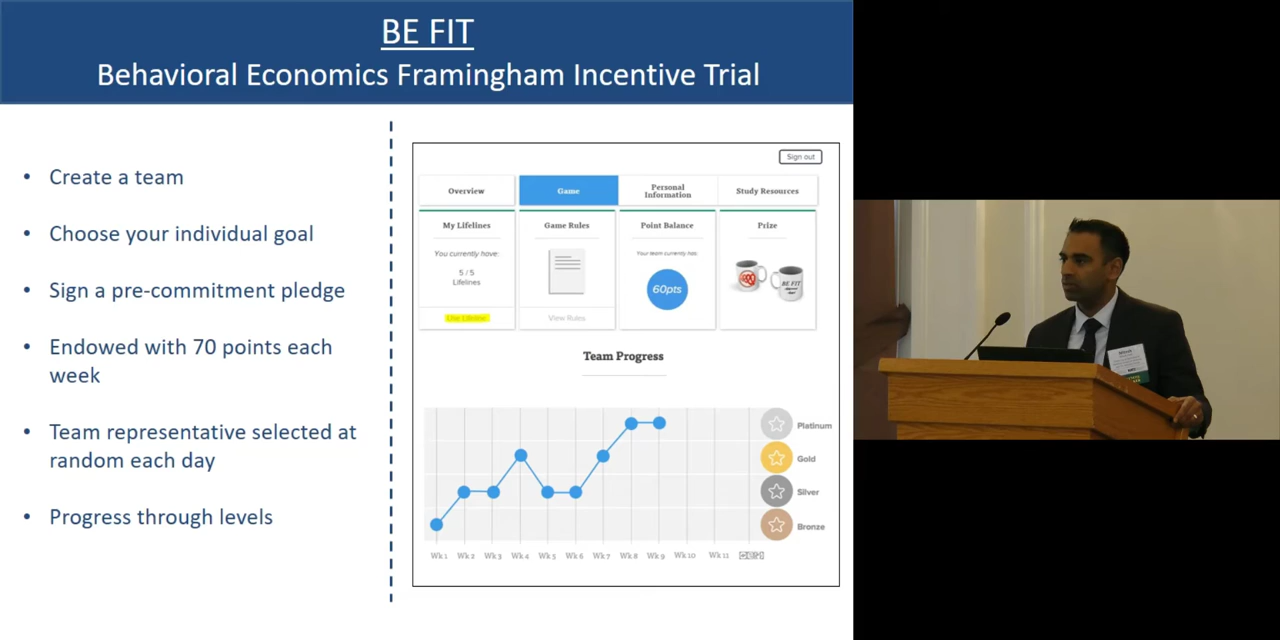 BE FIT
Behavioral Economics Framingham Incentive Trial
Create a team
Choose your individual goal
Sign a pre-commitment pledge
Endowed with 70 points each
week
Team representative selected at
random each day
Progress through levels
Sign out
Overview
Game
Personal
Information
Study Resources
My Lifelines
You currently have:
5 / 5
Lifelines
Use Lifeline
Game Rules
View Rules
Point Balance
Your team currently has:
60pts
Prize
BE FIT
Team Progress
Platinum
Gold
Silver
Bronze
Wk 1
Wk 2
Wk 3
Wk 4
Wk 5
Wk 6
Wk 7
Wk 8
Wk 9
Wk 10
Wk 11